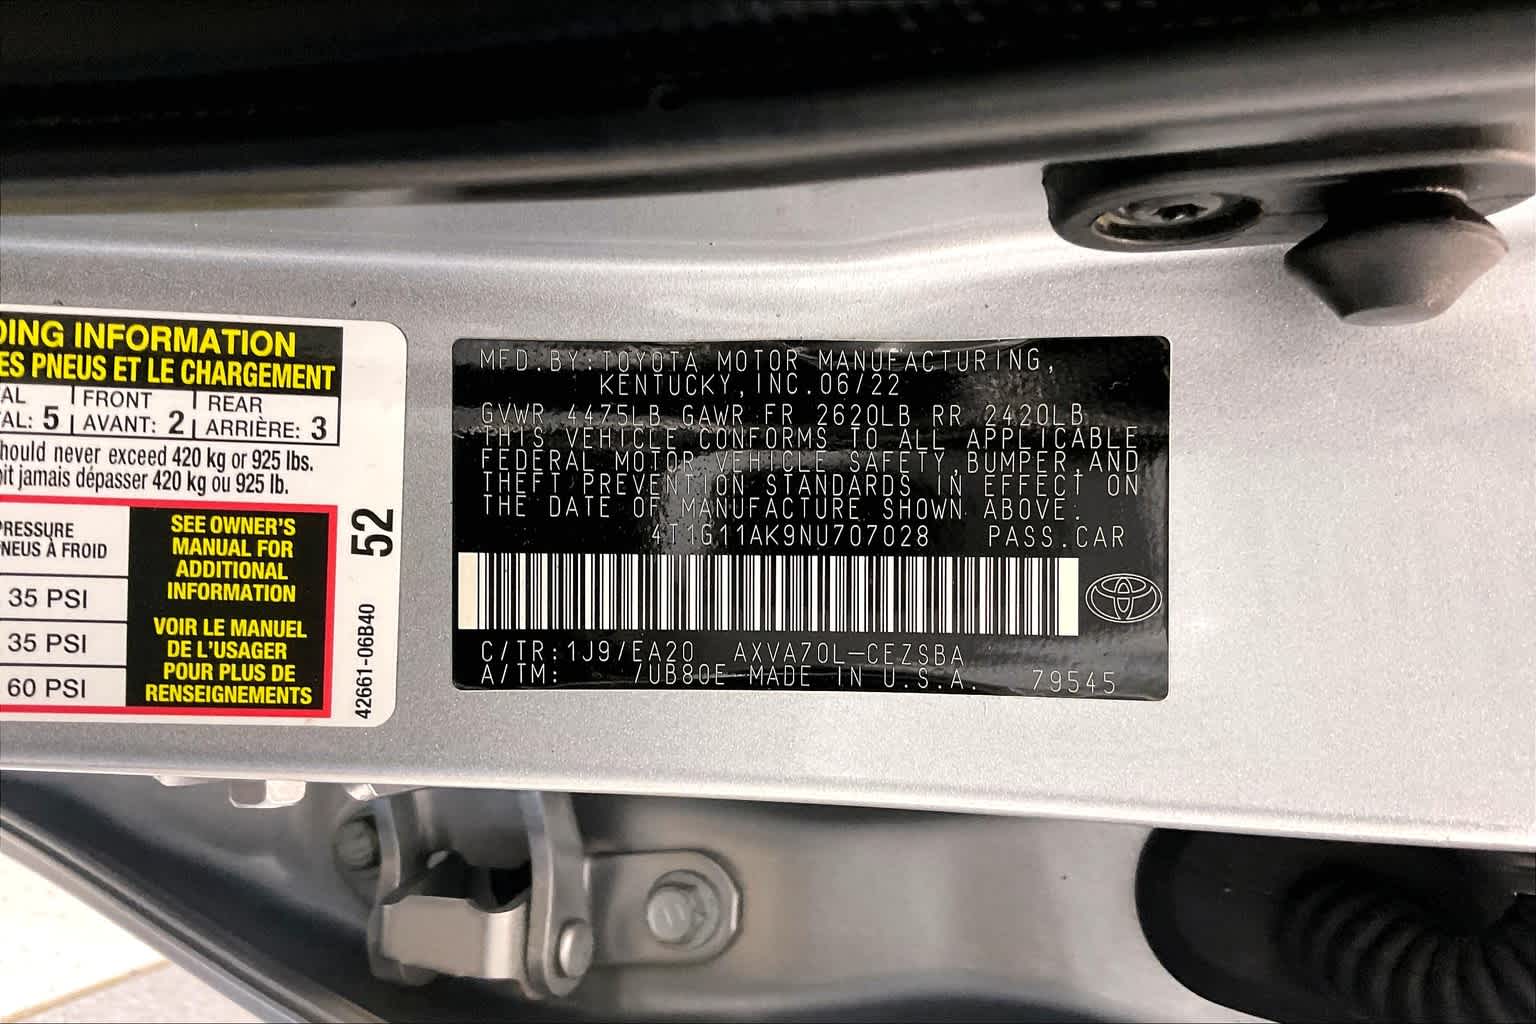 DING INFORMATION
ES PNEUS ET LE CHARGEMENT
AL FRONT REAR
AL: 5 AVANT: 2 ARRIÈRE: 3
hould never exceed 420 kg or 925 lbs.
it jamais dépasser 420 kg ou 925 lb.
PRESSURE
NEUS À FROID
35 PSI
35 PSI
60 PSI
SEE OWNER'S
MANUAL FOR
ADDITIONAL
INFORMATION
VOIR LE MANUEL
DE L'USAGER
POUR PLUS DE
RENSEIGNEMENTS
52
42661-06B40
MFD.BY:TOYOTA MOTOR MANUFACTURING,
KENTUCKY,INC.06/22
GVWR 4475LB GAWR FR 2620LB RR 2420LB
THIS VEHICLE CONFORMS TO ALL APPLICABLE
FEDERAL MOTOR VEHICLE SAFETY,BUMPER,AND
THEFT PREVENTION STANDARDS IN EFFECT ON
THE DATE OF MANUFACTURE SHOWN ABOVE.
4T1G11AK9NU707028 PASS.CAR
C/TR:1J9/EA20 AXVA70L-CEZSBA
A/TM: /UB80E MADE IN U.S.A. 79545